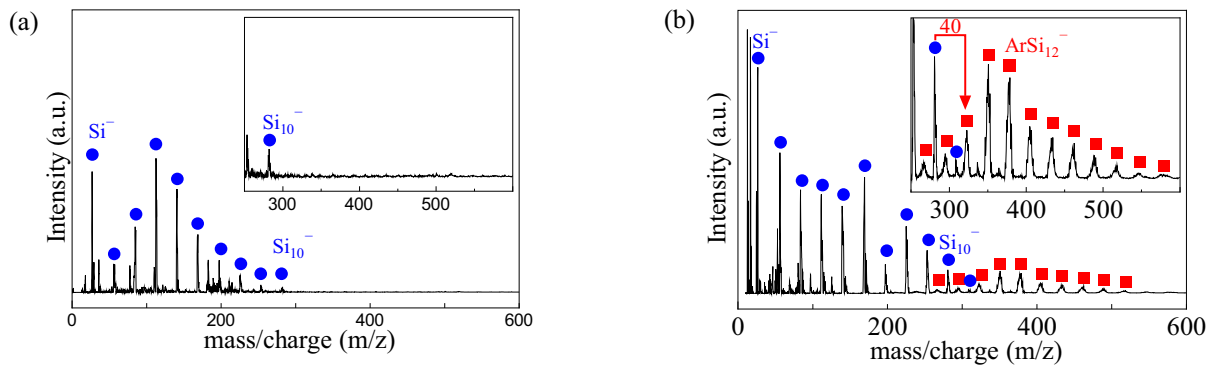 (a)
Intensity (a.u.)
Si⁻
Si₁₀⁻
Si₁₀⁻
300 400 500
0 200 400 600
mass/charge (m/z)
(b)
Intensity (a.u.)
Si⁻
40
ArSi₁₂⁻
Si₁₀⁻
300 400 500
0 200 400 600
mass/charge (m/z)